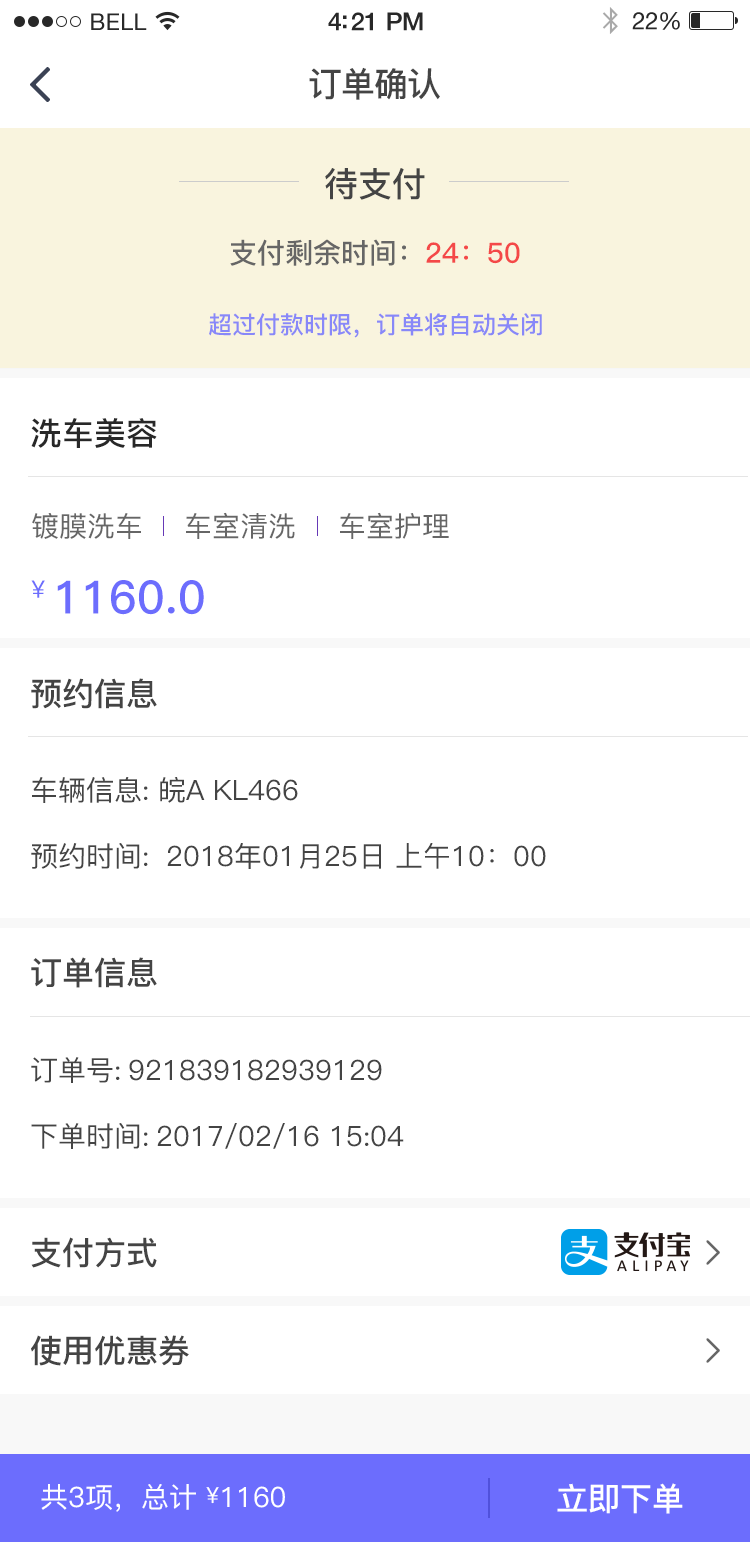 BELL 4:21 PM 22%
订单确认
待支付
支付剩余时间：24：50
超过付款时限，订单将自动关闭
洗车美容
镀膜洗车 | 车室清洗 | 车室护理
¥ 1160.0
预约信息
车辆信息: 皖A KL466
预约时间: 2018年01月25日 上午10：00
订单信息
订单号: 921839182939129
下单时间: 2017/02/16 15:04
支付方式 支 支付宝
ALIPAY
使用优惠券
共3项，总计 ¥1160 立即下单